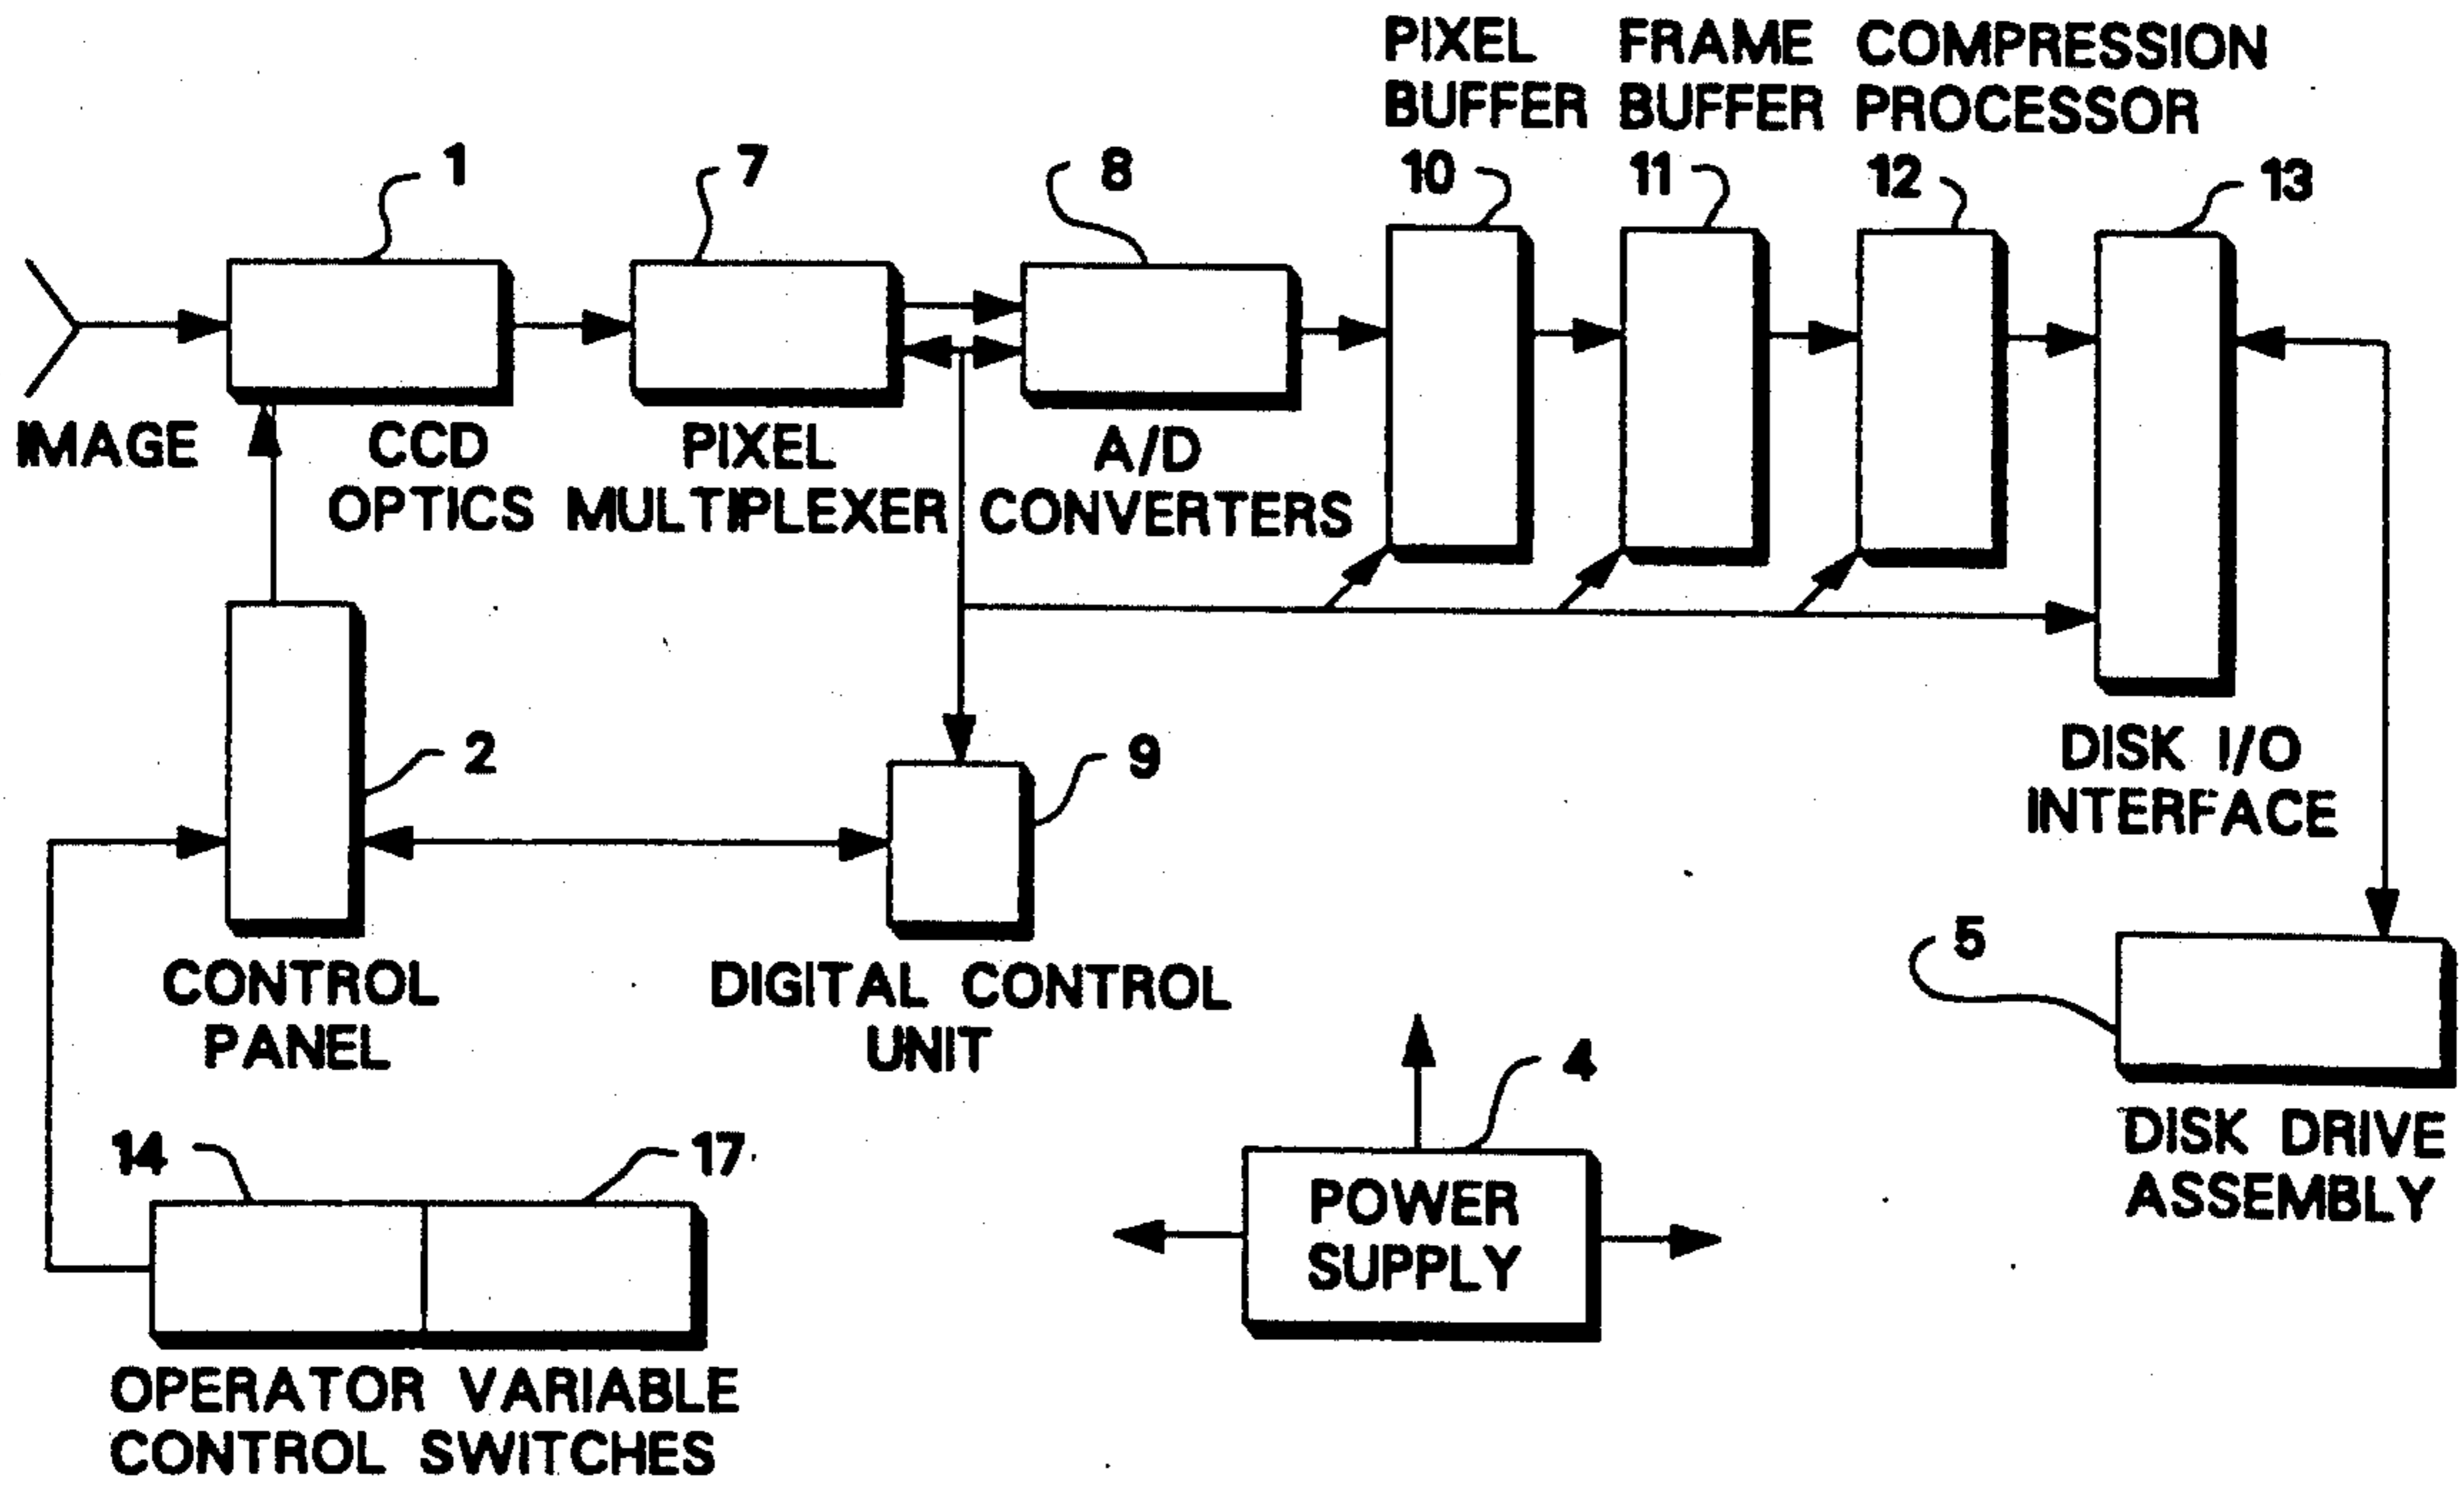 PIXEL FRAME COMPRESSION
BUFFER BUFFER PROCESSOR
1 7 8 10 11 12 13
IMAGE CCD PIXEL A/D
OPTICS MULTIPLEXER CONVERTERS
2 9
DISK I/O
INTERFACE
5
CONTROL DIGITAL CONTROL
PANEL UNIT
4
14 17
DISK DRIVE
ASSEMBLY
POWER
SUPPLY
OPERATOR VARIABLE
CONTROL SWITCHES